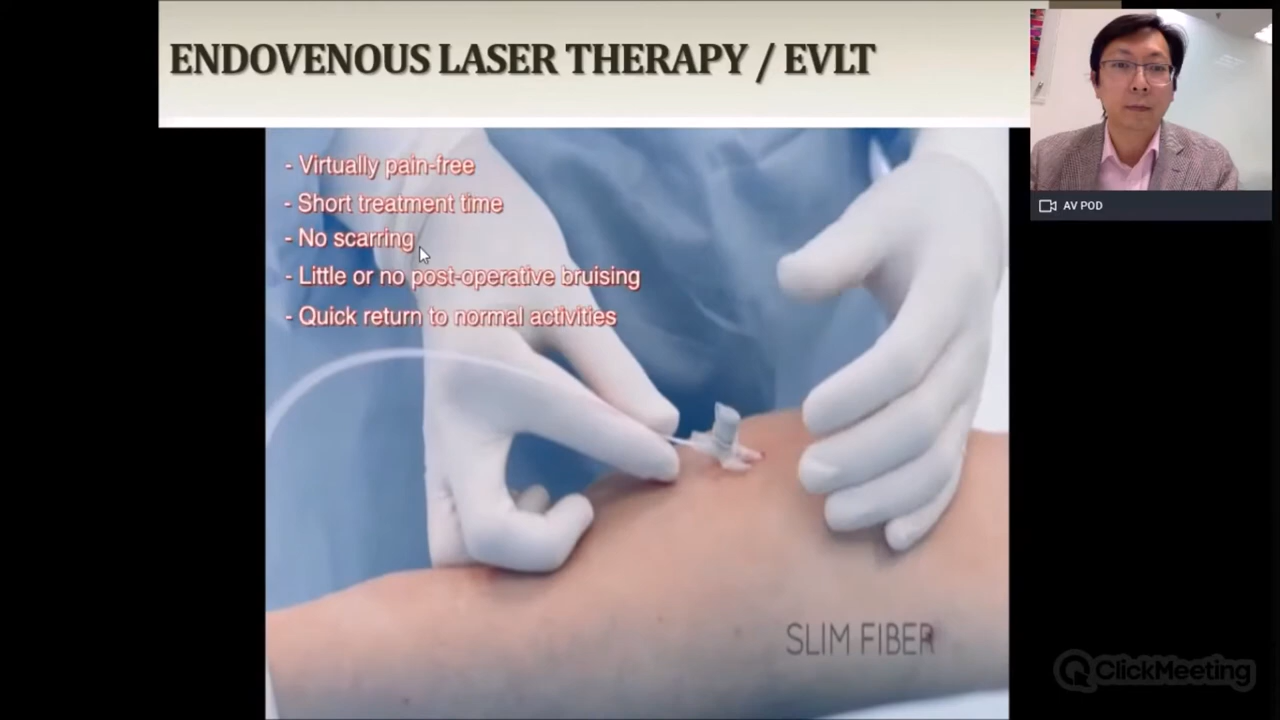 ENDOVENOUS LASER THERAPY / EVLT
- Virtually pain-free
- Short treatment time
- No scarring
- Little or no post-operative bruising
- Quick return to normal activities
SLIM FIBER
AV POD
ClickMeeting